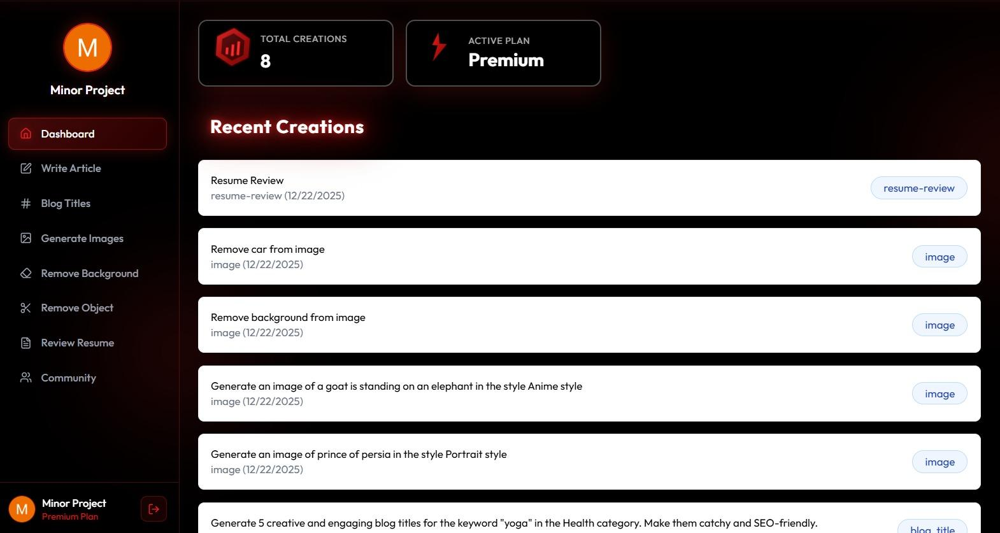 M
Minor Project
Dashboard
Write Article
Blog Titles
Generate Images
Remove Background
Remove Object
Review Resume
Community
M
Minor Project
Premium Plan
TOTAL CREATIONS
8
ACTIVE PLAN
Premium
Recent Creations
Resume Review
resume-review (12/22/2025)
resume-review
Remove car from image
image (12/22/2025)
image
Remove background from image
image (12/22/2025)
image
Generate an image of a goat is standing on an elephant in the style Anime style
image (12/22/2025)
image
Generate an image of prince of persia in the style Portrait style
image (12/22/2025)
image
Generate 5 creative and engaging blog titles for the keyword "yoga" in the Health category. Make them catchy and SEO-friendly.
blog_title